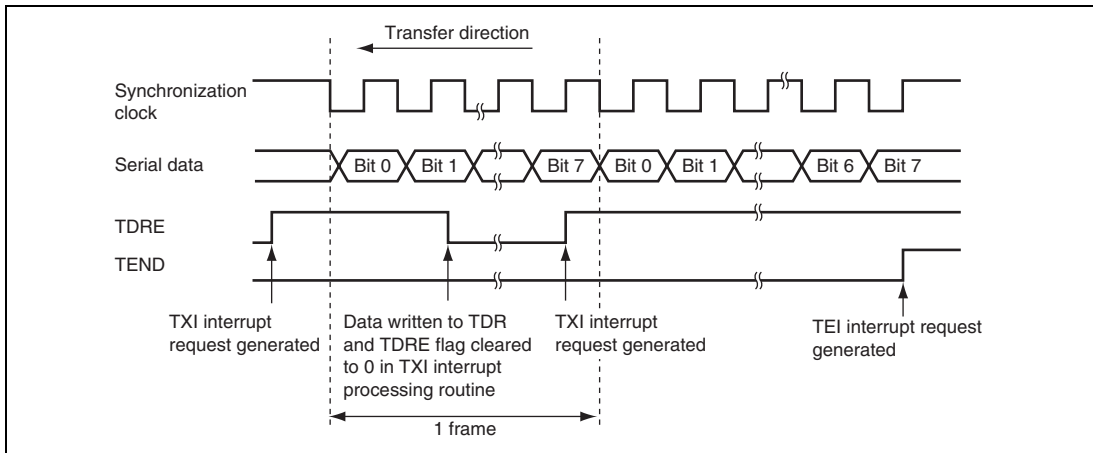 Transfer direction
Synchronization
clock
Serial data
Bit 0
Bit 1
Bit 7
Bit 0
Bit 1
Bit 6
Bit 7
TDRE
TEND
TXI interrupt
request generated
Data written to TDR
and TDRE flag cleared
to 0 in TXI interrupt
processing routine
TXI interrupt
request generated
TEI interrupt request
generated
1 frame